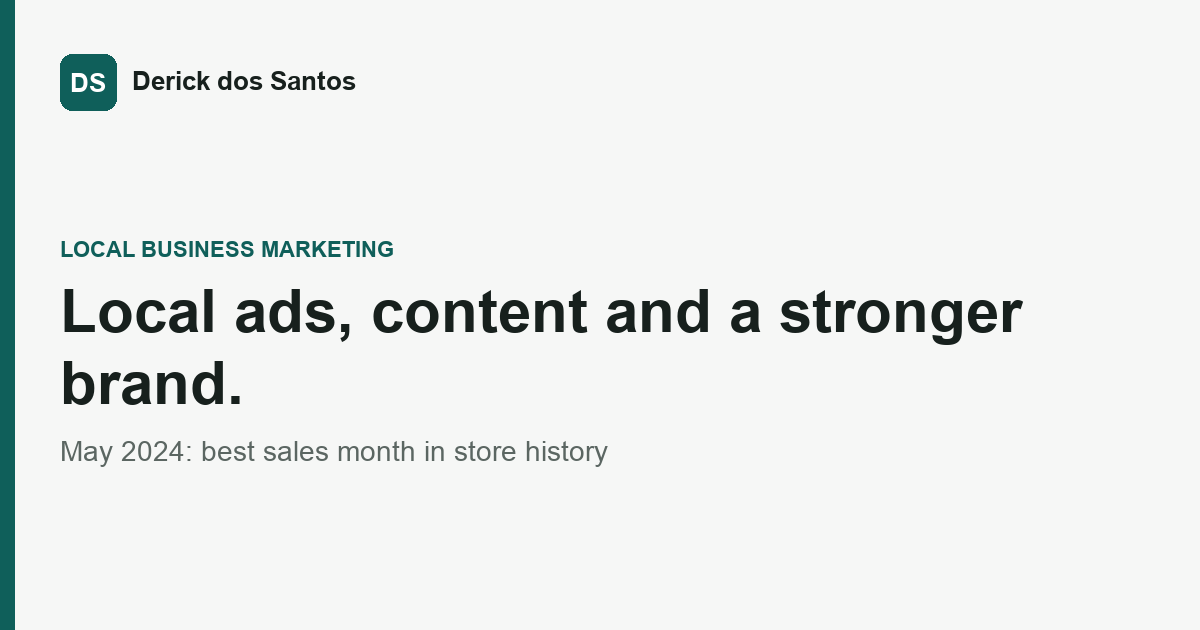 DS
Derick dos Santos
LOCAL BUSINESS MARKETING
Local ads, content and a stronger
brand.
May 2024: best sales month in store history